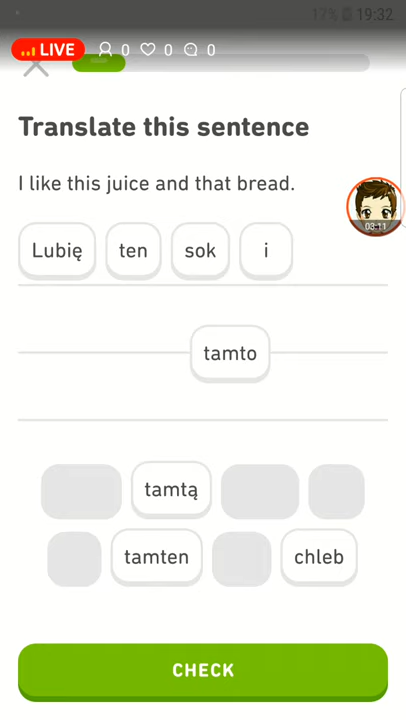 17% 19:32
LIVE 0 0 0
Translate this sentence
I like this juice and that bread.
03:11
Lubię ten sok i
tamto
tamtą
tamten chleb
CHECK